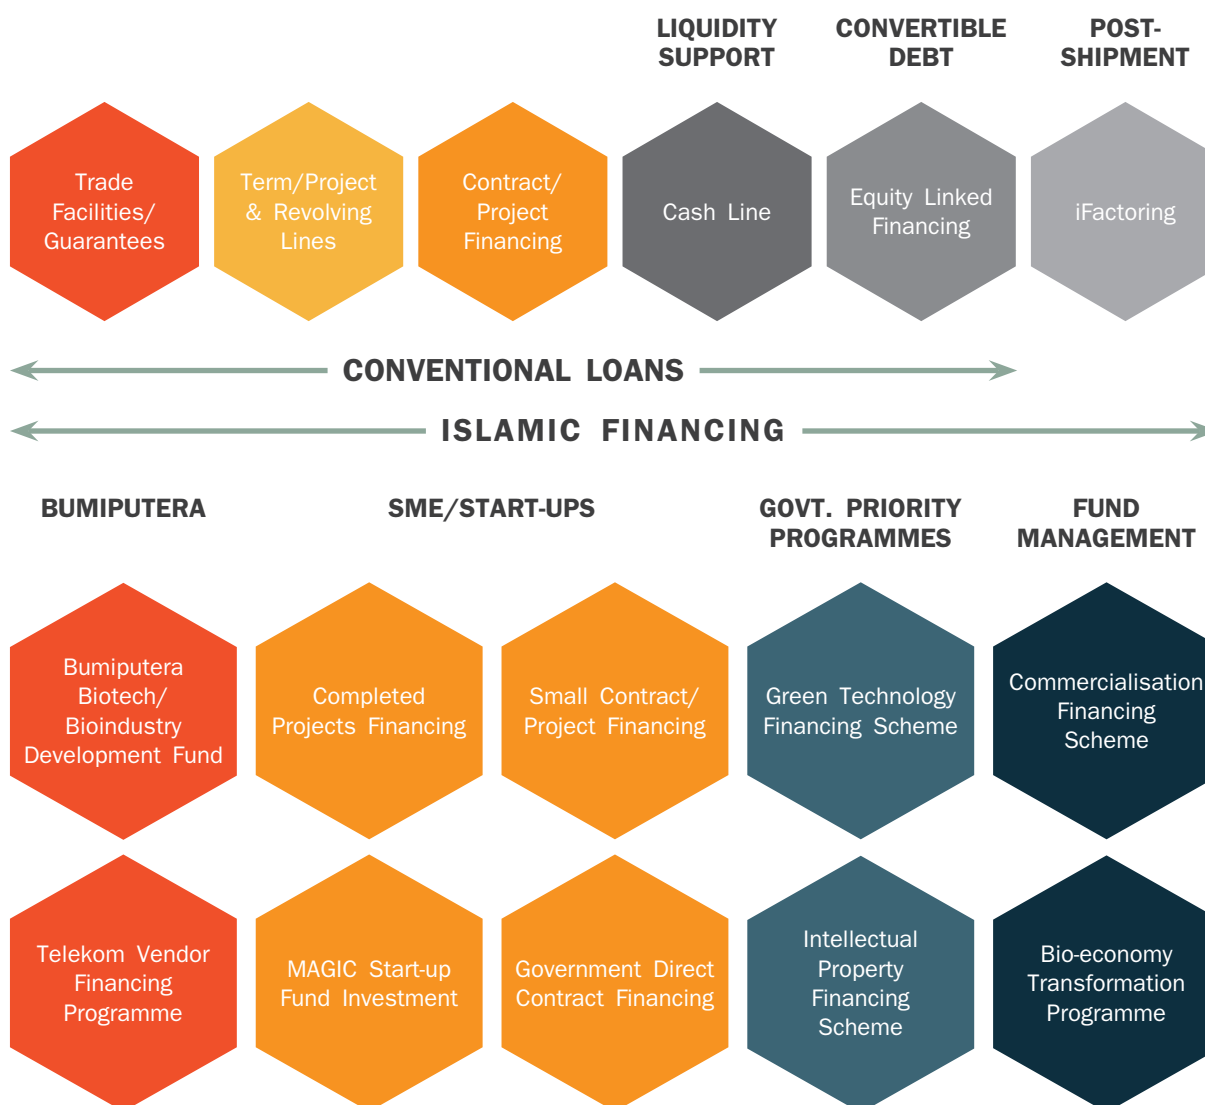 LIQUIDITY
SUPPORT
CONVERTIBLE
DEBT
POST-
SHIPMENT
Trade
Facilities/
Guarantees
Term/Project
& Revolving
Lines
Contract/
Project
Financing
Cash Line
Equity Linked
Financing
iFactoring
CONVENTIONAL LOANS
ISLAMIC FINANCING
BUMIPUTERA
SME/START-UPS
GOVT. PRIORITY
PROGRAMMES
FUND
MANAGEMENT
Bumiputera
Biotech/
Bioindustry
Development Fund
Completed
Projects Financing
Small Contract/
Project Financing
Green Technology
Financing Scheme
Commercialisation
Financing
Scheme
Telekom Vendor
Financing
Programme
MAGIC Start-up
Fund Investment
Government Direct
Contract Financing
Intellectual
Property
Financing
Scheme
Bio-economy
Transformation
Programme